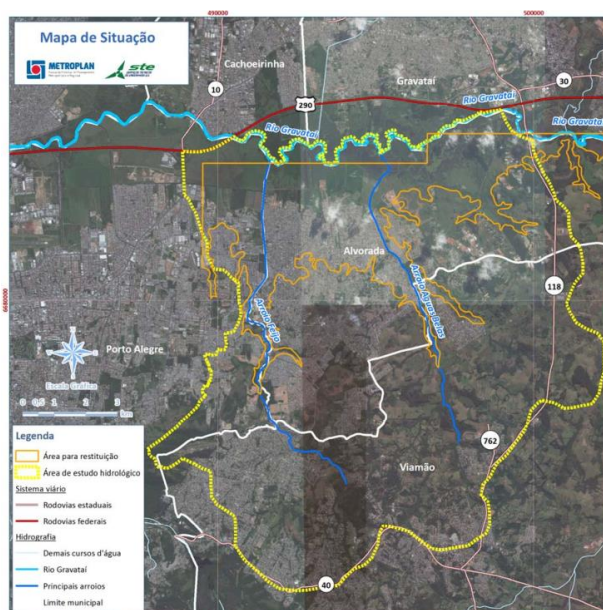 490000
500000
Mapa de Situação
METROPLAN
ste
Cachoeirinha
Gravataí
10
290
30
Rio Gravataí
Rio Gravataí
Rio Gravataí
Alvorada
118
Arroio Feijó
Arroio Águas Belas
6680000
Porto Alegre
Escala Gráfica
0 0,5 1 2 3
km
762
Viamão
40
Legenda
Área para restituição
Área de estudo hidrológico
Sistema viário
Rodovias estaduais
Rodovias federais
Hidrografia
Demais cursos d'água
Rio Gravataí
Principais arroios
Limite municipal